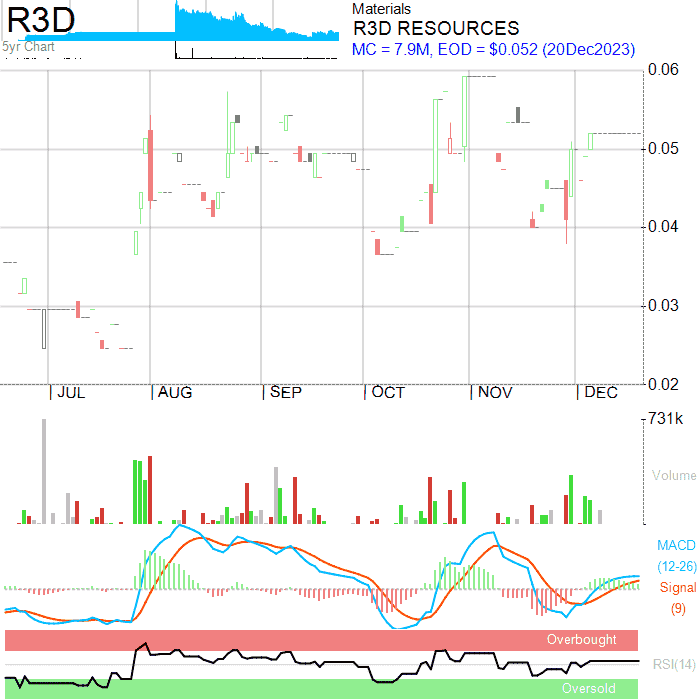 R3D
5yr Chart
Materials
R3D RESOURCES
MC = 7.9M, EOD = $0.052 (20Dec2023)
0.06
0.05
0.04
0.03
0.02
JUL AUG SEP OCT NOV DEC
731k
Volume
MACD
(12-26)
Signal
(9)
Overbought
RSI(14)
Oversold